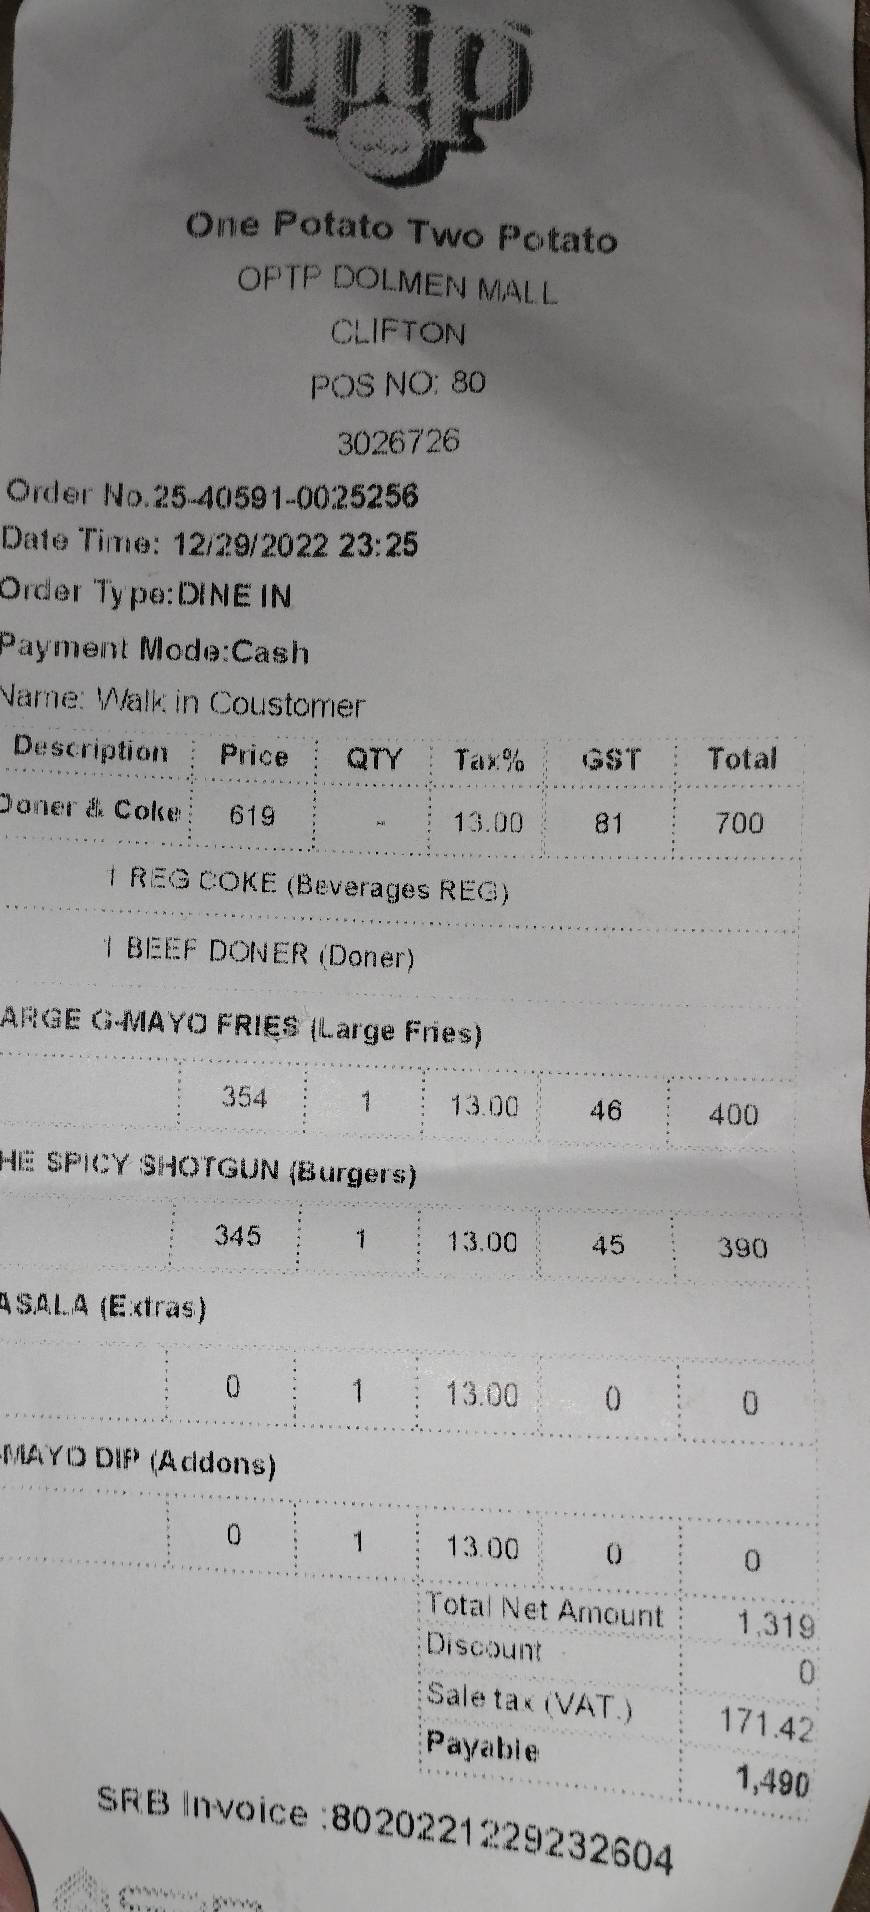 optp
One Potato Two Potato
OPTP DOLMEN MALL
CLIFTON
POS NO: 80
3026726
Order No.25-40591-0025256
Date Time: 12/29/2022 23:25
Order Type:DINE IN
Payment Mode:Cash
Name: Walk in Coustomer
Description Price QTY Tax% GST Total
Doner & Coke 619 - 13.00 81 700
1 REG COKE (Beverages REG)
1 BEEF DONER (Doner)
ARGE G-MAYO FRIES (Large Fries)
354 1 13.00 46 400
HE SPICY SHOTGUN (Burgers)
345 1 13.00 45 390
ASALA (Extras)
0 1 13.00 0 0
-MAYO DIP (Addons)
0 1 13.00 0 0
Total Net Amount 1,319
Discount 0
Sale tax (VAT.) 171.42
Payable 1,490
SRB Invoice :8020221229232604